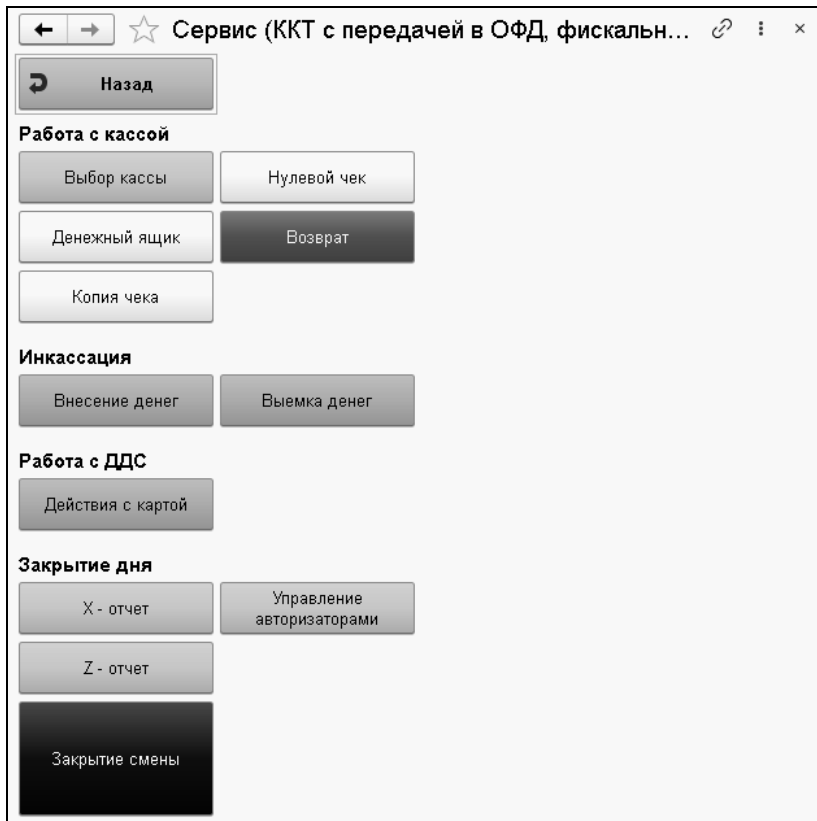 Сервис (ККТ с передачей в ОФД, фискальн...
Назад
Работа с кассой
Выбор кассы
Нулевой чек
Денежный ящик
Возврат
Копия чека
Инкассация
Внесение денег
Выемка денег
Работа с ДДС
Действия с картой
Закрытие дня
X - отчет
Управление
авторизаторами
Z - отчет
Закрытие смены